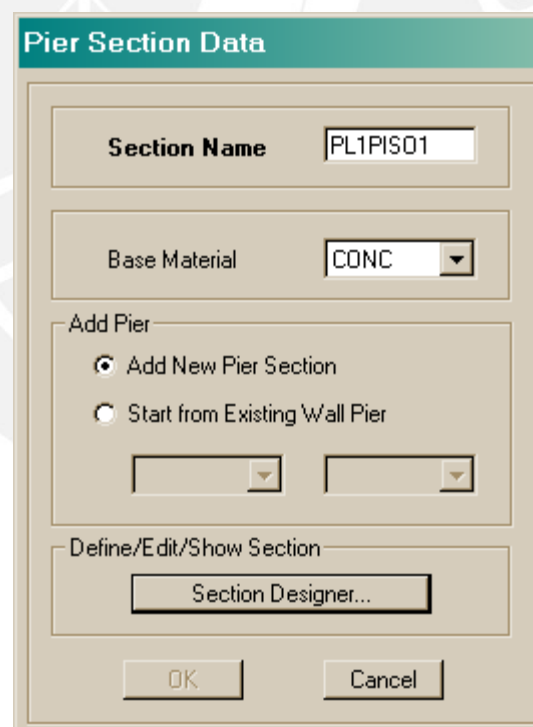 Pier Section Data
Section Name PL1PISO1
Base Material CONC
Add Pier
Add New Pier Section
Start from Existing Wall Pier
Define/Edit/Show Section
Section Designer...
OK Cancel